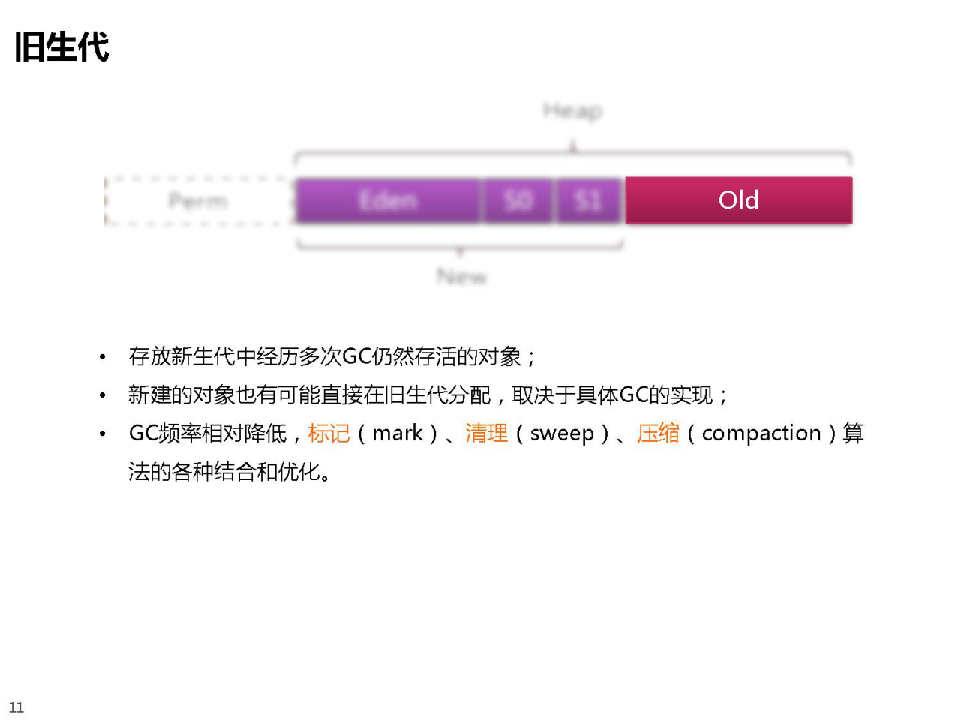 旧生代
Heap
Perm Eden S0 S1 Old
New
• 存放新生代中经历多次GC仍然存活的对象；
• 新建的对象也有可能直接在旧生代分配，取决于具体GC的实现；
• GC频率相对降低，标记（mark）、清理（sweep）、压缩（compaction）算
法的各种结合和优化。
11